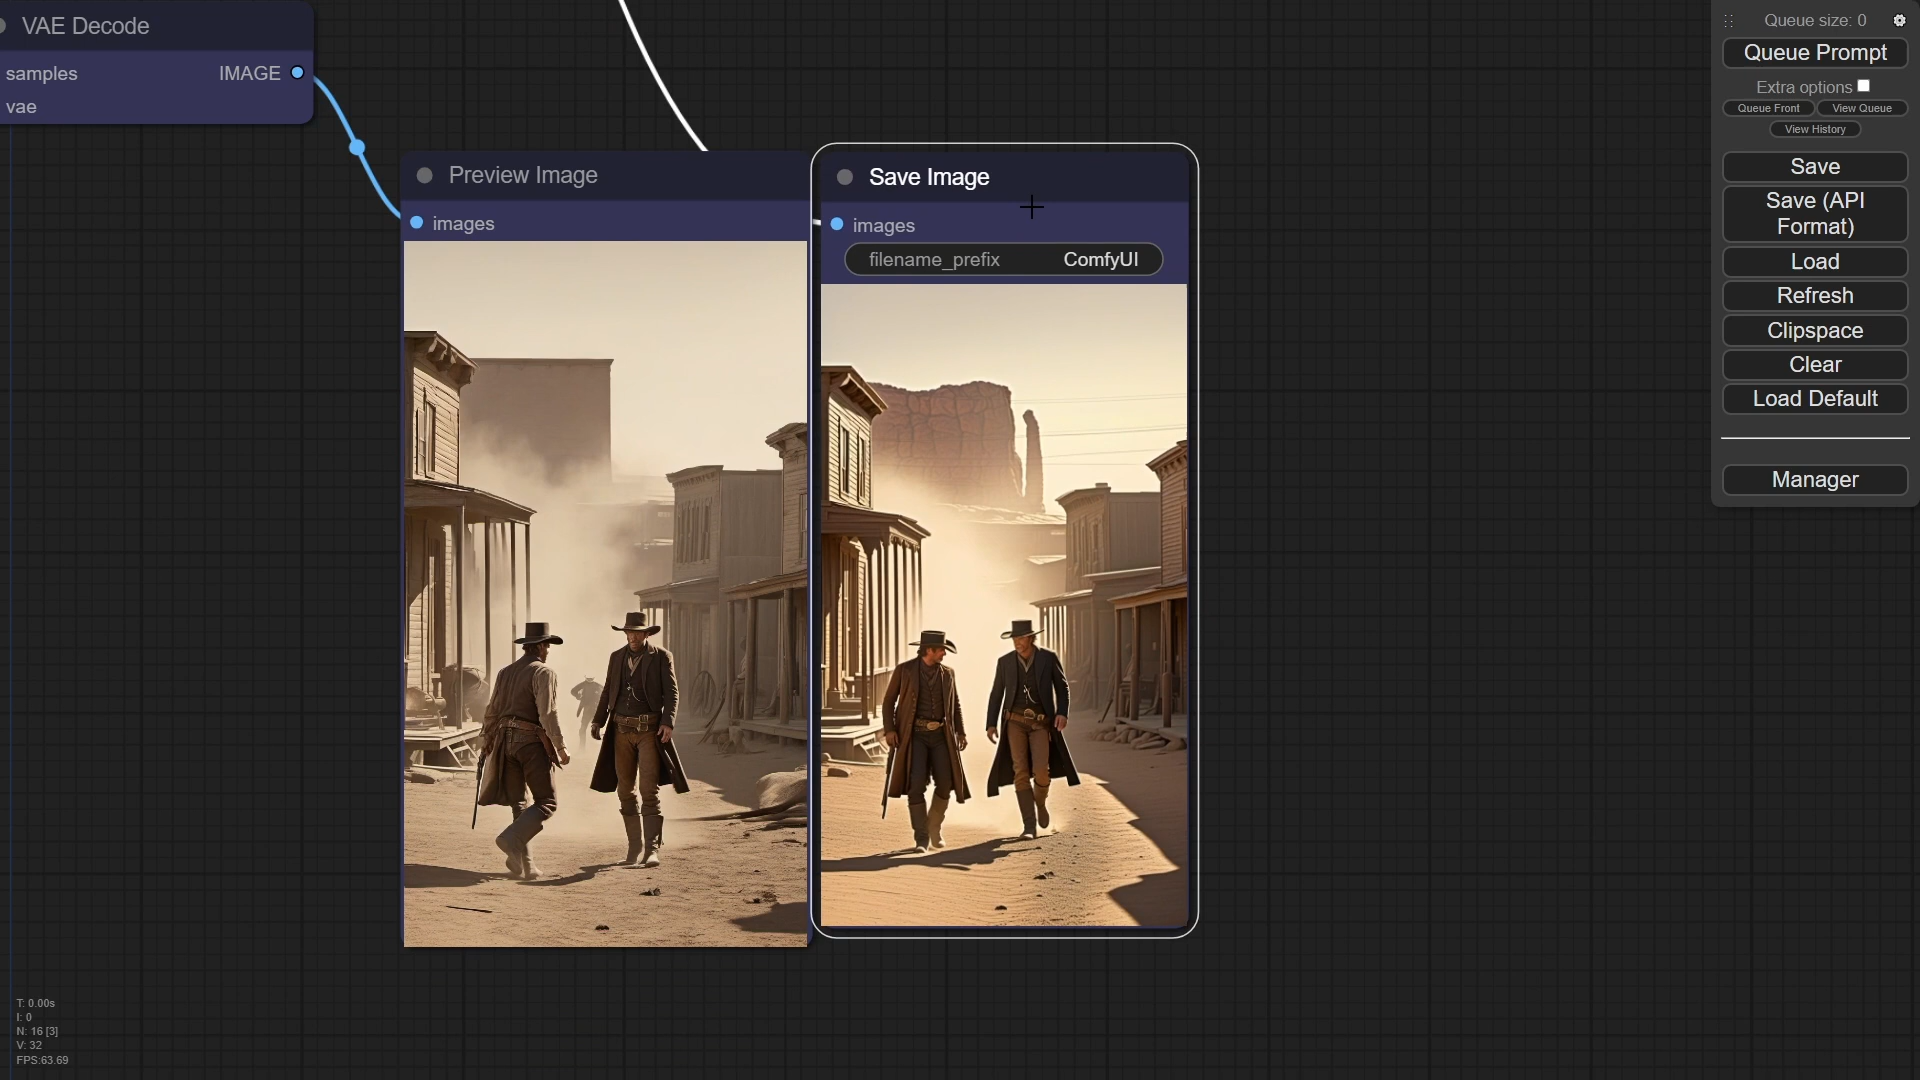 VAE Decode
samples IMAGE
vae
Preview Image
images
Save Image
images
filename_prefix ComfyUI
Queue size: 0
Queue Prompt
Extra options
Queue Front View Queue
View History
Save
Save (API
Format)
Load
Refresh
Clipspace
Clear
Load Default
Manager
T: 0.00s
I: 0
N: 16 [3]
V: 32
FPS:63.69